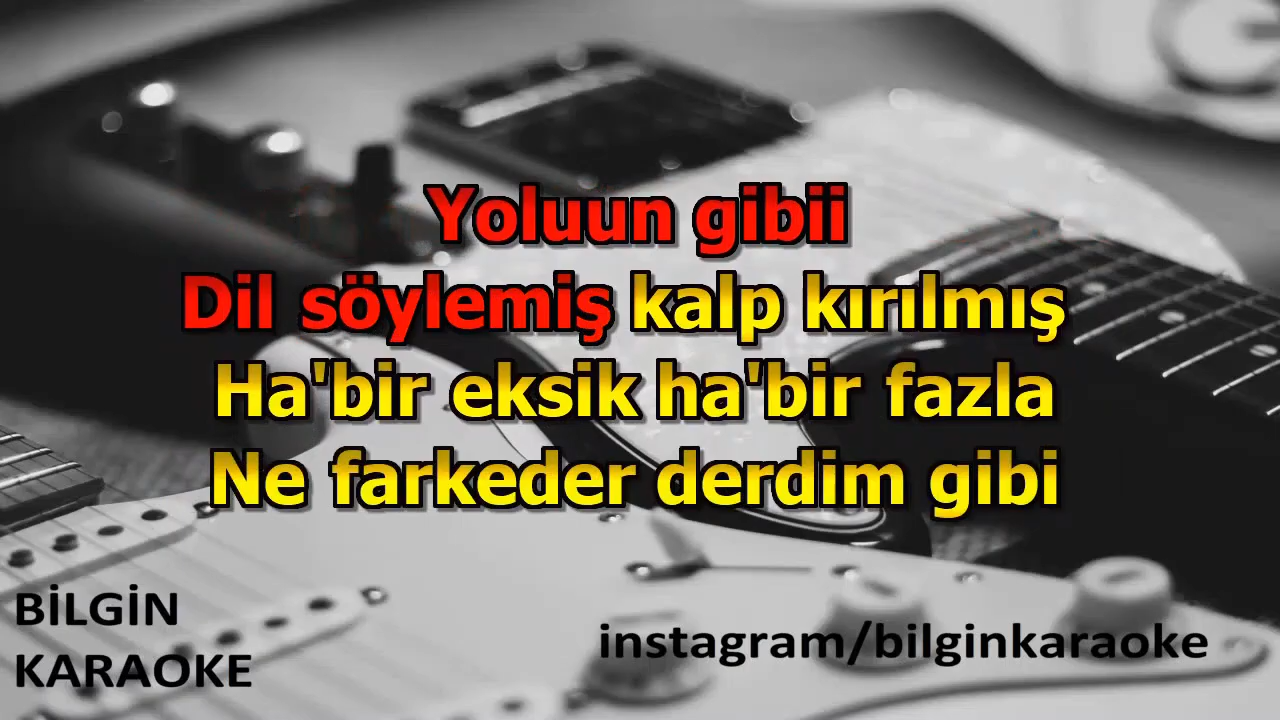 Yoluun gibii
Dil söylemiş kalp kırılmış
Ha'bir eksik ha'bir fazla
Ne farkeder derdim gibi
BİLGİN
KARAOKE
instagram/bilginkaraoke